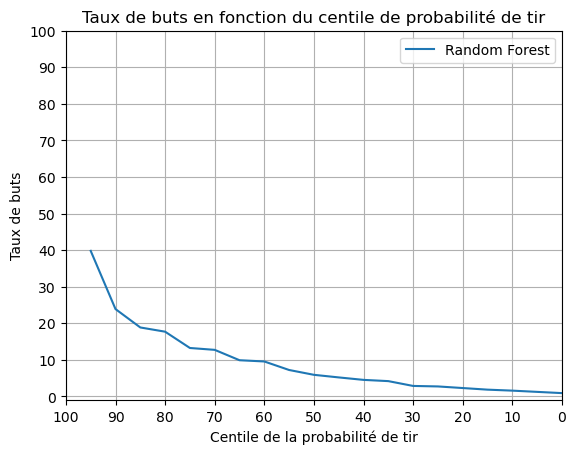 Taux de buts en fonction du centile de probabilité de tir
Random Forest
Taux de buts
100
90
80
70
60
50
40
30
20
10
0
100 90 80 70 60 50 40 30 20 10 0
Centile de la probabilité de tir